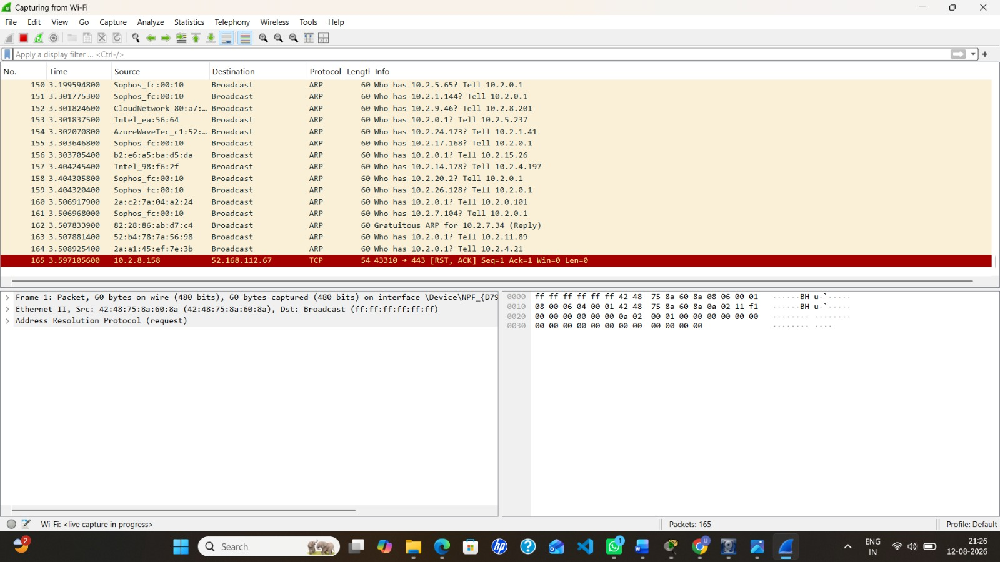 Capturing from Wi-Fi
File Edit View Go Capture Analyze Statistics Telephony Wireless Tools Help
Apply a display filter ... <Ctrl-/>
No. Time Source Destination Protocol Length Info
150 3.199594800 Sophos_fc:00:10 Broadcast ARP 60 Who has 10.2.5.65? Tell 10.2.0.1
151 3.301775300 Sophos_fc:00:10 Broadcast ARP 60 Who has 10.2.1.144? Tell 10.2.0.1
152 3.301824600 CloudNetwork_80:a7:… Broadcast ARP 60 Who has 10.2.9.46? Tell 10.2.8.201
153 3.301837500 Intel_ea:56:64 Broadcast ARP 60 Who has 10.2.0.1? Tell 10.2.5.237
154 3.302070800 AzureWaveTec_c1:52:… Broadcast ARP 60 Who has 10.2.24.173? Tell 10.2.1.41
155 3.303646800 Sophos_fc:00:10 Broadcast ARP 60 Who has 10.2.17.168? Tell 10.2.0.1
156 3.303705400 b2:e6:a5:ba:d5:da Broadcast ARP 60 Who has 10.2.0.1? Tell 10.2.15.26
157 3.404245400 Intel_98:f6:2f Broadcast ARP 60 Who has 10.2.14.178? Tell 10.2.4.197
158 3.404305800 Sophos_fc:00:10 Broadcast ARP 60 Who has 10.2.20.2? Tell 10.2.0.1
159 3.404320400 Sophos_fc:00:10 Broadcast ARP 60 Who has 10.2.26.128? Tell 10.2.0.1
160 3.506917900 2a:c2:7a:04:a2:24 Broadcast ARP 60 Who has 10.2.0.1? Tell 10.2.0.101
161 3.506968000 Sophos_fc:00:10 Broadcast ARP 60 Who has 10.2.7.104? Tell 10.2.0.1
162 3.507833900 82:28:86:ab:d7:c4 Broadcast ARP 60 Gratuitous ARP for 10.2.7.34 (Reply)
163 3.507881400 52:b4:78:7a:56:98 Broadcast ARP 60 Who has 10.2.0.1? Tell 10.2.11.89
164 3.508925400 2a:a1:45:ef:7e:3b Broadcast ARP 60 Who has 10.2.0.1? Tell 10.2.4.21
165 3.597105600 10.2.8.158 52.168.112.67 TCP 54 43310 → 443 [RST, ACK] Seq=1 Ack=1 Win=0 Len=0
Frame 1: Packet, 60 bytes on wire (480 bits), 60 bytes captured (480 bits) on interface \Device\NPF_{D79
Ethernet II, Src: 42:48:75:8a:60:8a (42:48:75:8a:60:8a), Dst: Broadcast (ff:ff:ff:ff:ff:ff)
Address Resolution Protocol (request)
0000 ff ff ff ff ff ff 42 48 75 8a 60 8a 08 06 00 01 ······BH u·`·····
0010 08 00 06 04 00 01 42 48 75 8a 60 8a 0a 02 11 f1 ······BH u·`·····
0020 00 00 00 00 00 00 0a 02 00 01 00 00 00 00 00 00 ········ ········
0030 00 00 00 00 00 00 00 00 00 00 00 00 ········ ····
Wi-Fi: <live capture in progress> Packets: 165 Profile: Default
2 Search hp ? 1 W U ENG 21:26
IN 12-08-2026